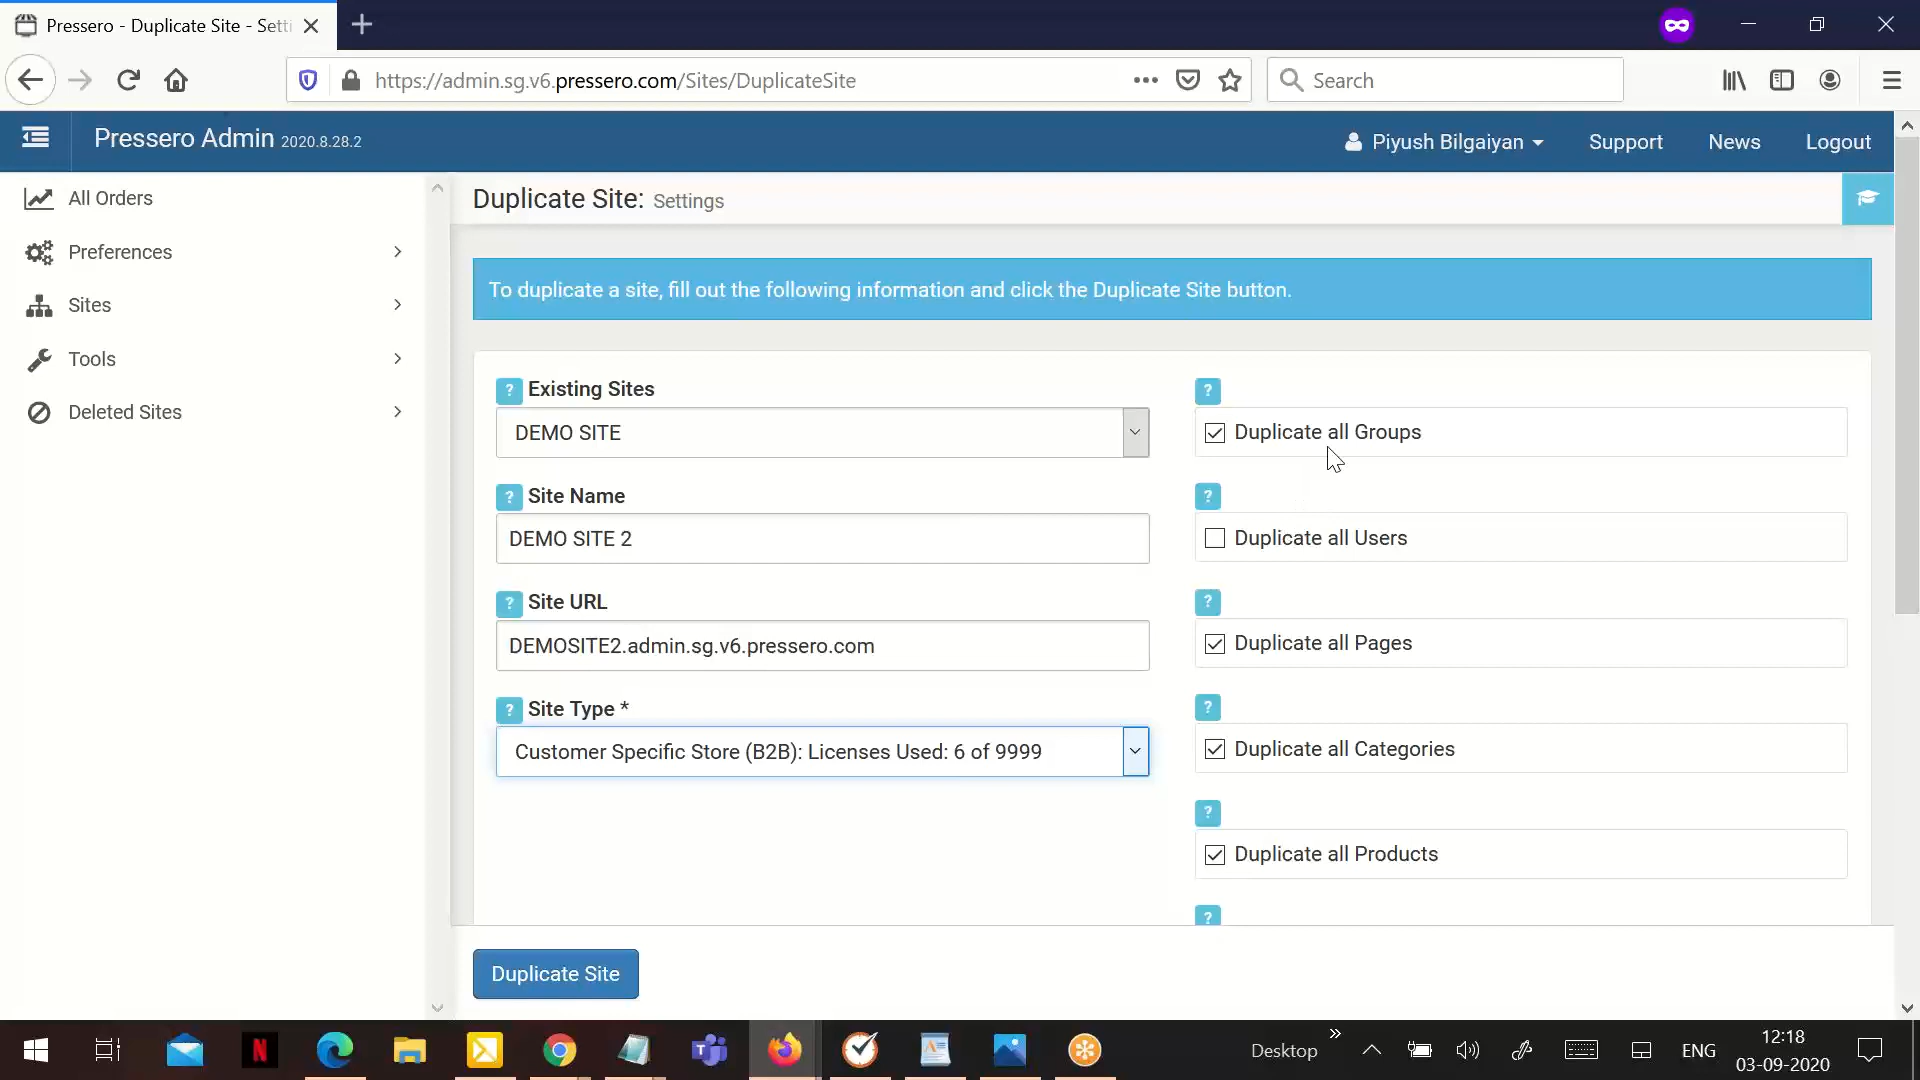 Pressero - Duplicate Site - Setti
https://admin.sg.v6.pressero.com/Sites/DuplicateSite
Search
Pressero Admin 2020.8.28.2
Piyush Bilgaiyan
Support
News
Logout
All Orders
Preferences
Sites
Tools
Deleted Sites
Duplicate Site: Settings
To duplicate a site, fill out the following information and click the Duplicate Site button.
? Existing Sites
DEMO SITE
? Site Name
DEMO SITE 2
? Site URL
DEMOSITE2.admin.sg.v6.pressero.com
? Site Type *
Customer Specific Store (B2B): Licenses Used: 6 of 9999
?
Duplicate all Groups
?
Duplicate all Users
?
Duplicate all Pages
?
Duplicate all Categories
?
Duplicate all Products
?
Duplicate Site
Desktop
ENG
12:18
03-09-2020